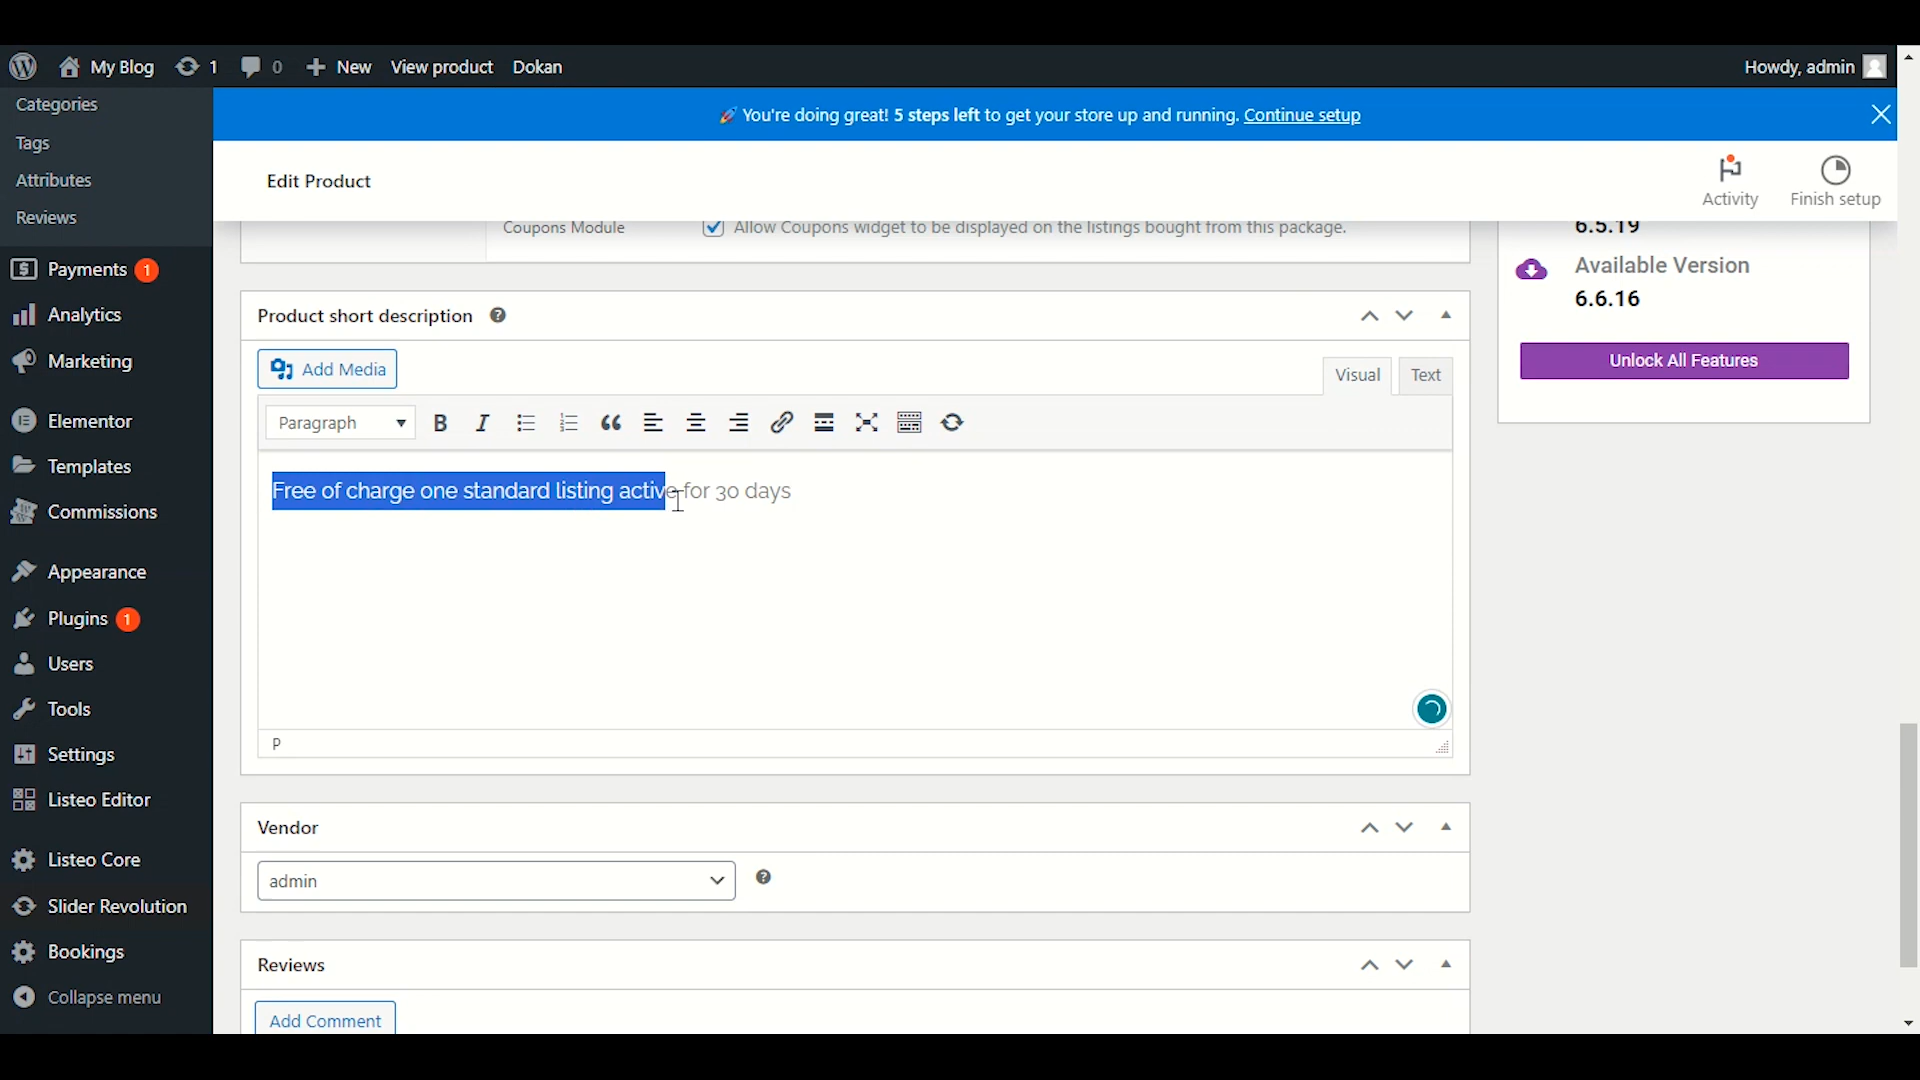 My Blog 1 0 New View product Dokan Howdy, admin
Categories
Tags
Attributes
Reviews
Payments 1
Analytics
Marketing
Elementor
Templates
Commissions
Appearance
Plugins 1
Users
Tools
Settings
Listeo Editor
Listeo Core
Slider Revolution
Bookings
Collapse menu
🚀 You're doing great! 5 steps left to get your store up and running. Continue setup
Edit Product
Activity
Finish setup
Coupons Module
Allow Coupons widget to be displayed on the listings bought from this package.
Product short description
Add Media
Visual Text
Paragraph
Free of charge one standard listing active for 30 days
P
Vendor
admin
Reviews
Add Comment
6.5.19
Available Version
6.6.16
Unlock All Features